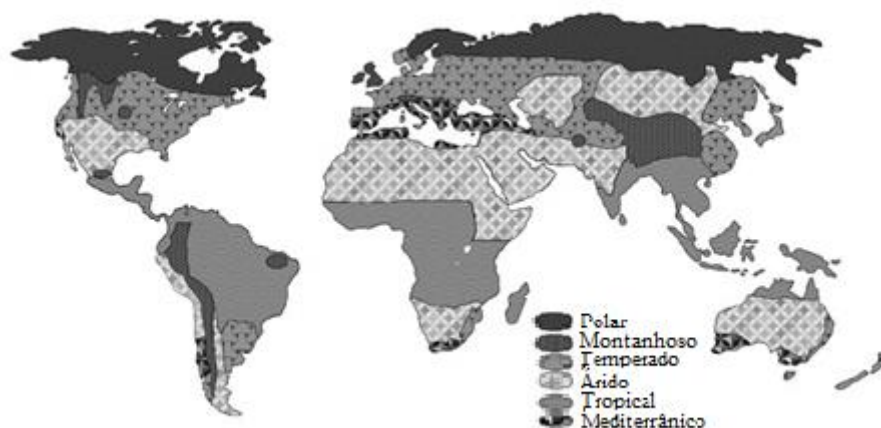 Polar
Montanhoso
Temperado
Árido
Tropical
Mediterrânico